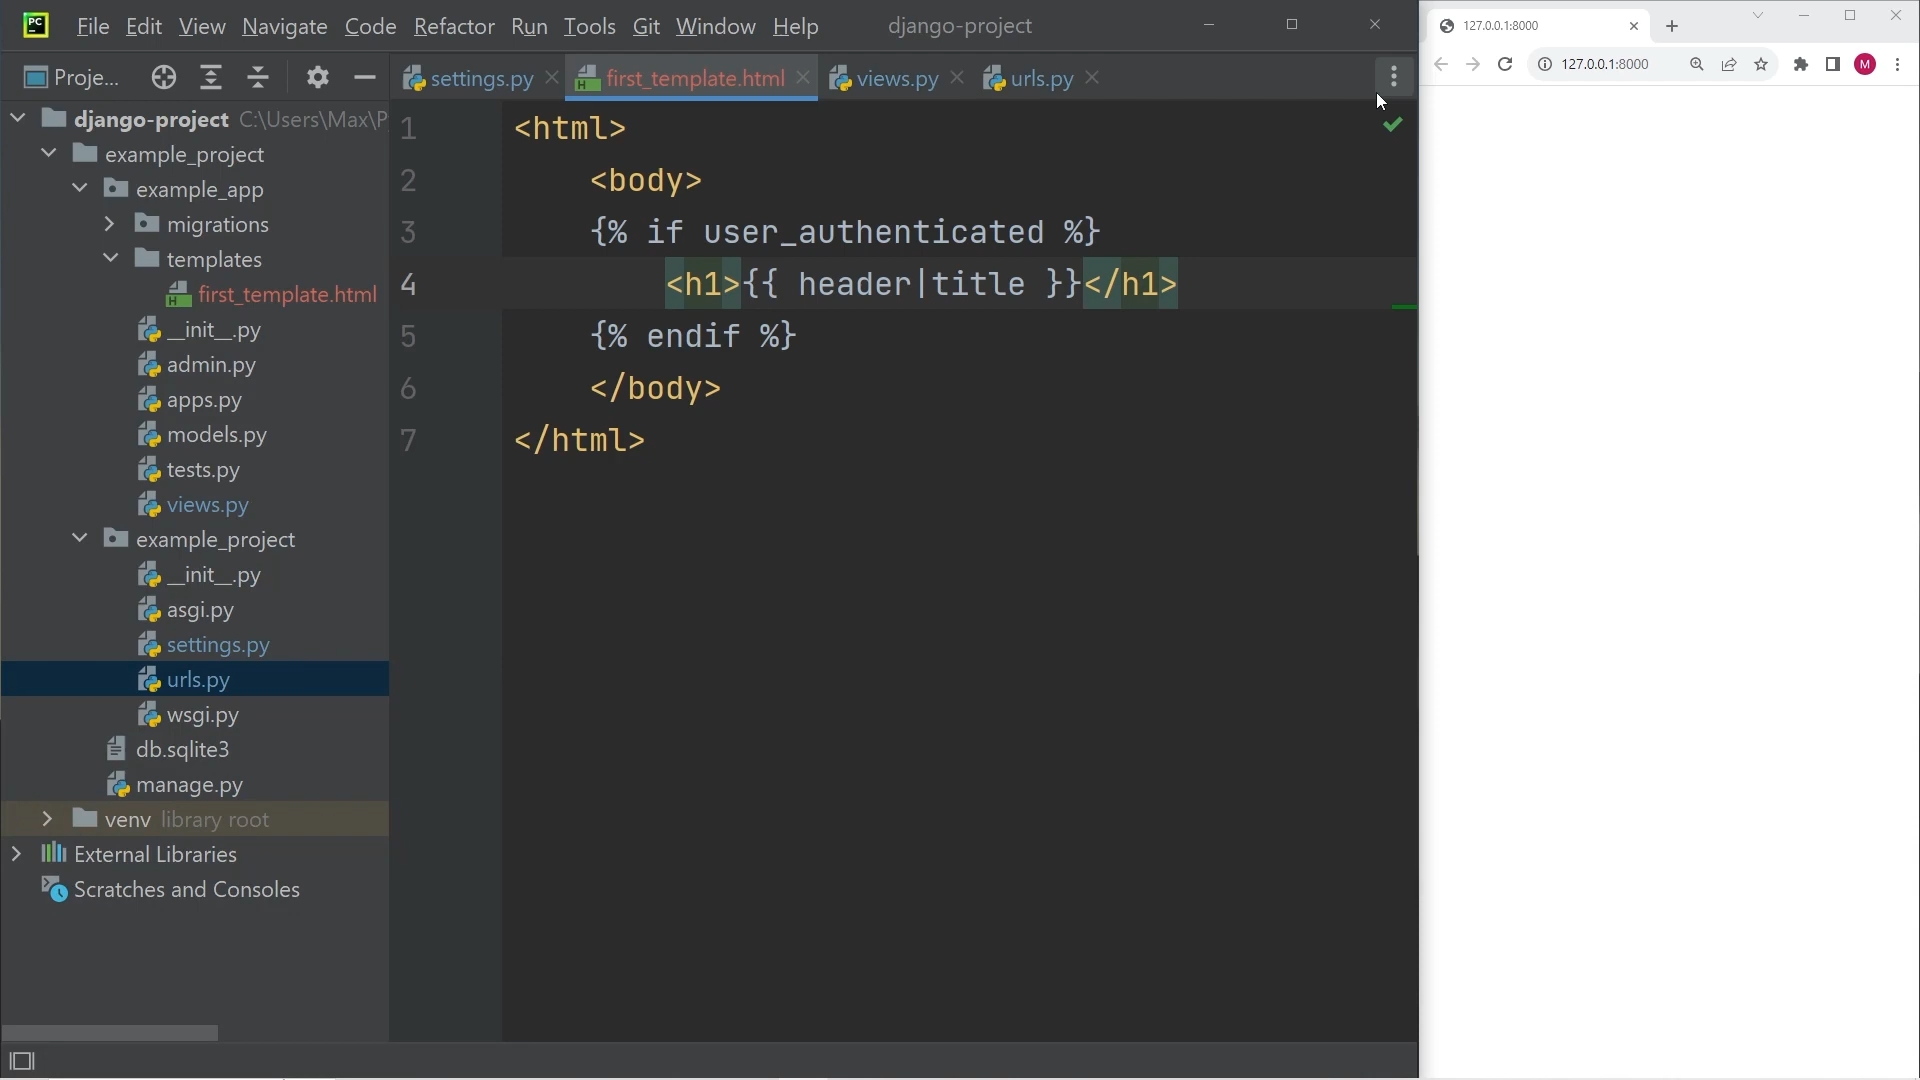 PC File Edit View Navigate Code Refactor Run Tools Git Window Help django-project
Proje... settings.py first_template.html views.py urls.py
django-project C:\Users\Max\P
example_project
example_app
migrations
templates
first_template.html
__init__.py
admin.py
apps.py
models.py
tests.py
views.py
example_project
__init__.py
asgi.py
settings.py
urls.py
wsgi.py
db.sqlite3
manage.py
venv library root
External Libraries
Scratches and Consoles
1 <html>
2 <body>
3 {% if user_authenticated %}
4 <h1>{{ header|title }}</h1>
5 {% endif %}
6 </body>
7 </html>
127.0.0.1:8000
127.0.0.1:8000 M